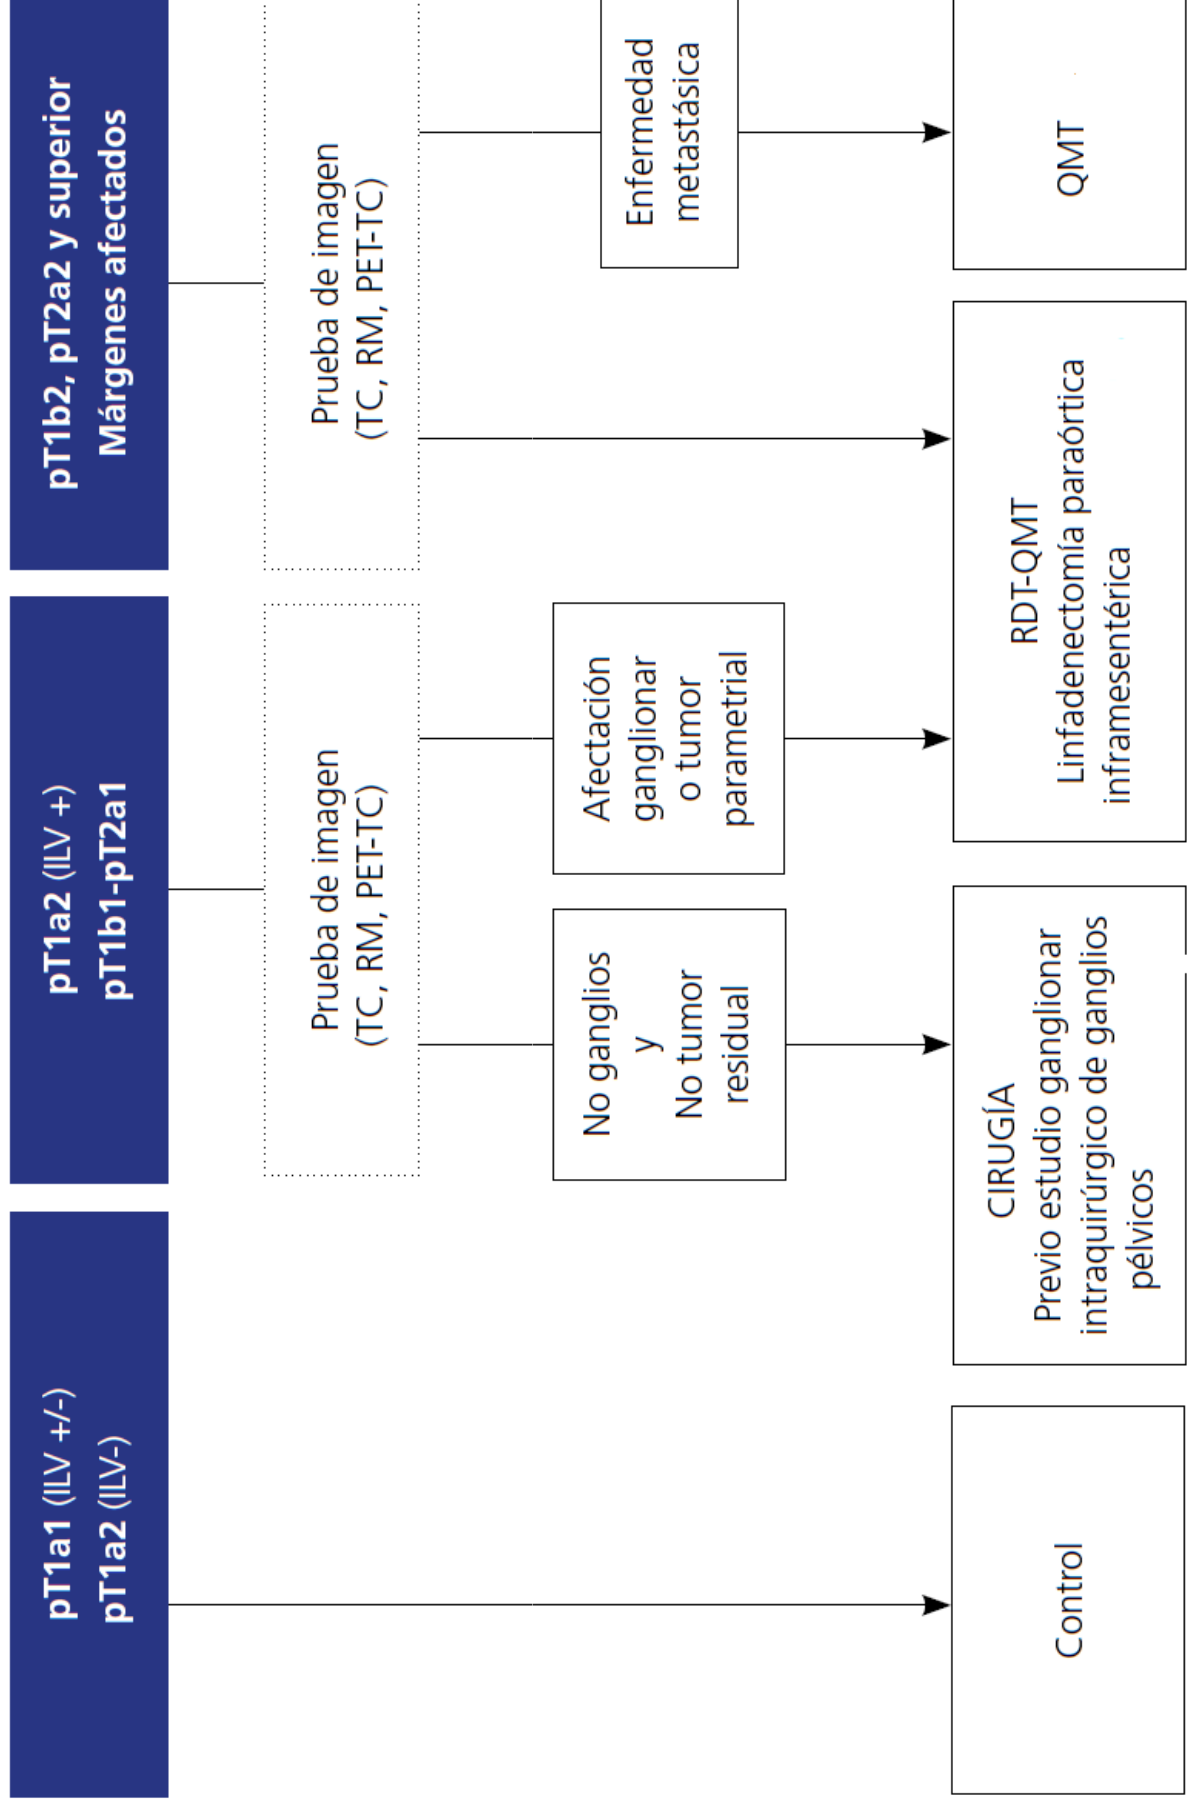 pT1a1 (ILV +/-)
pT1a2 (ILV-)
pT1a2 (ILV +)
pT1b1-pT2a1
pT1b2, pT2a2 y superior
Márgenes afectados
Prueba de imagen
(TC, RM, PET-TC)
Prueba de imagen
(TC, RM, PET-TC)
No ganglios
y
No tumor
residual
Afectación
ganglionar
o tumor
parametrial
Enfermedad
metastásica
Control
CIRUGÍA
Previo estudio ganglionar
intraquirúrgico de ganglios
pélvicos
RDT-QMT
Linfadenectomía paraórtica
inframesentérica
QMT